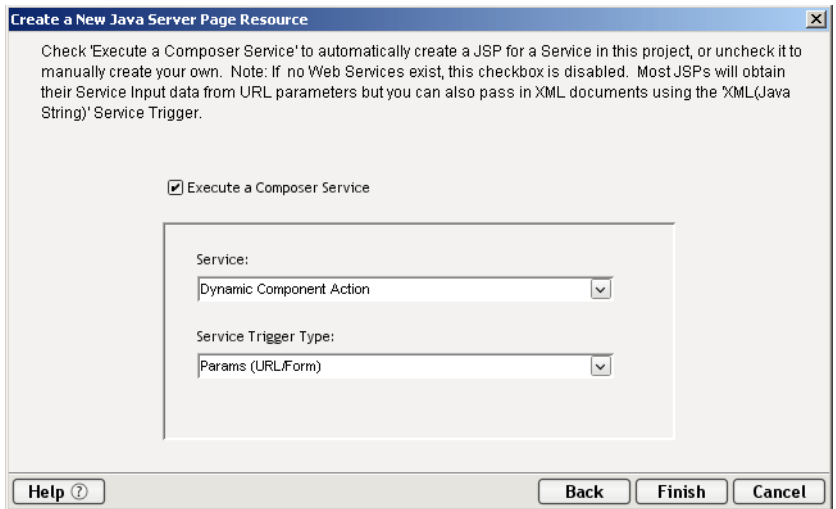 Create a New Java Server Page Resource
Check 'Execute a Composer Service' to automatically create a JSP for a Service in this project, or uncheck it to
manually create your own.  Note: If  no Web Services exist, this checkbox is disabled.  Most JSPs will obtain
their Service Input data from URL parameters but you can also pass in XML documents using the 'XML(Java
String)' Service Trigger.
Execute a Composer Service
Service:
Dynamic Component Action
Service Trigger Type:
Params (URL/Form)
Help ?
Back
Finish
Cancel